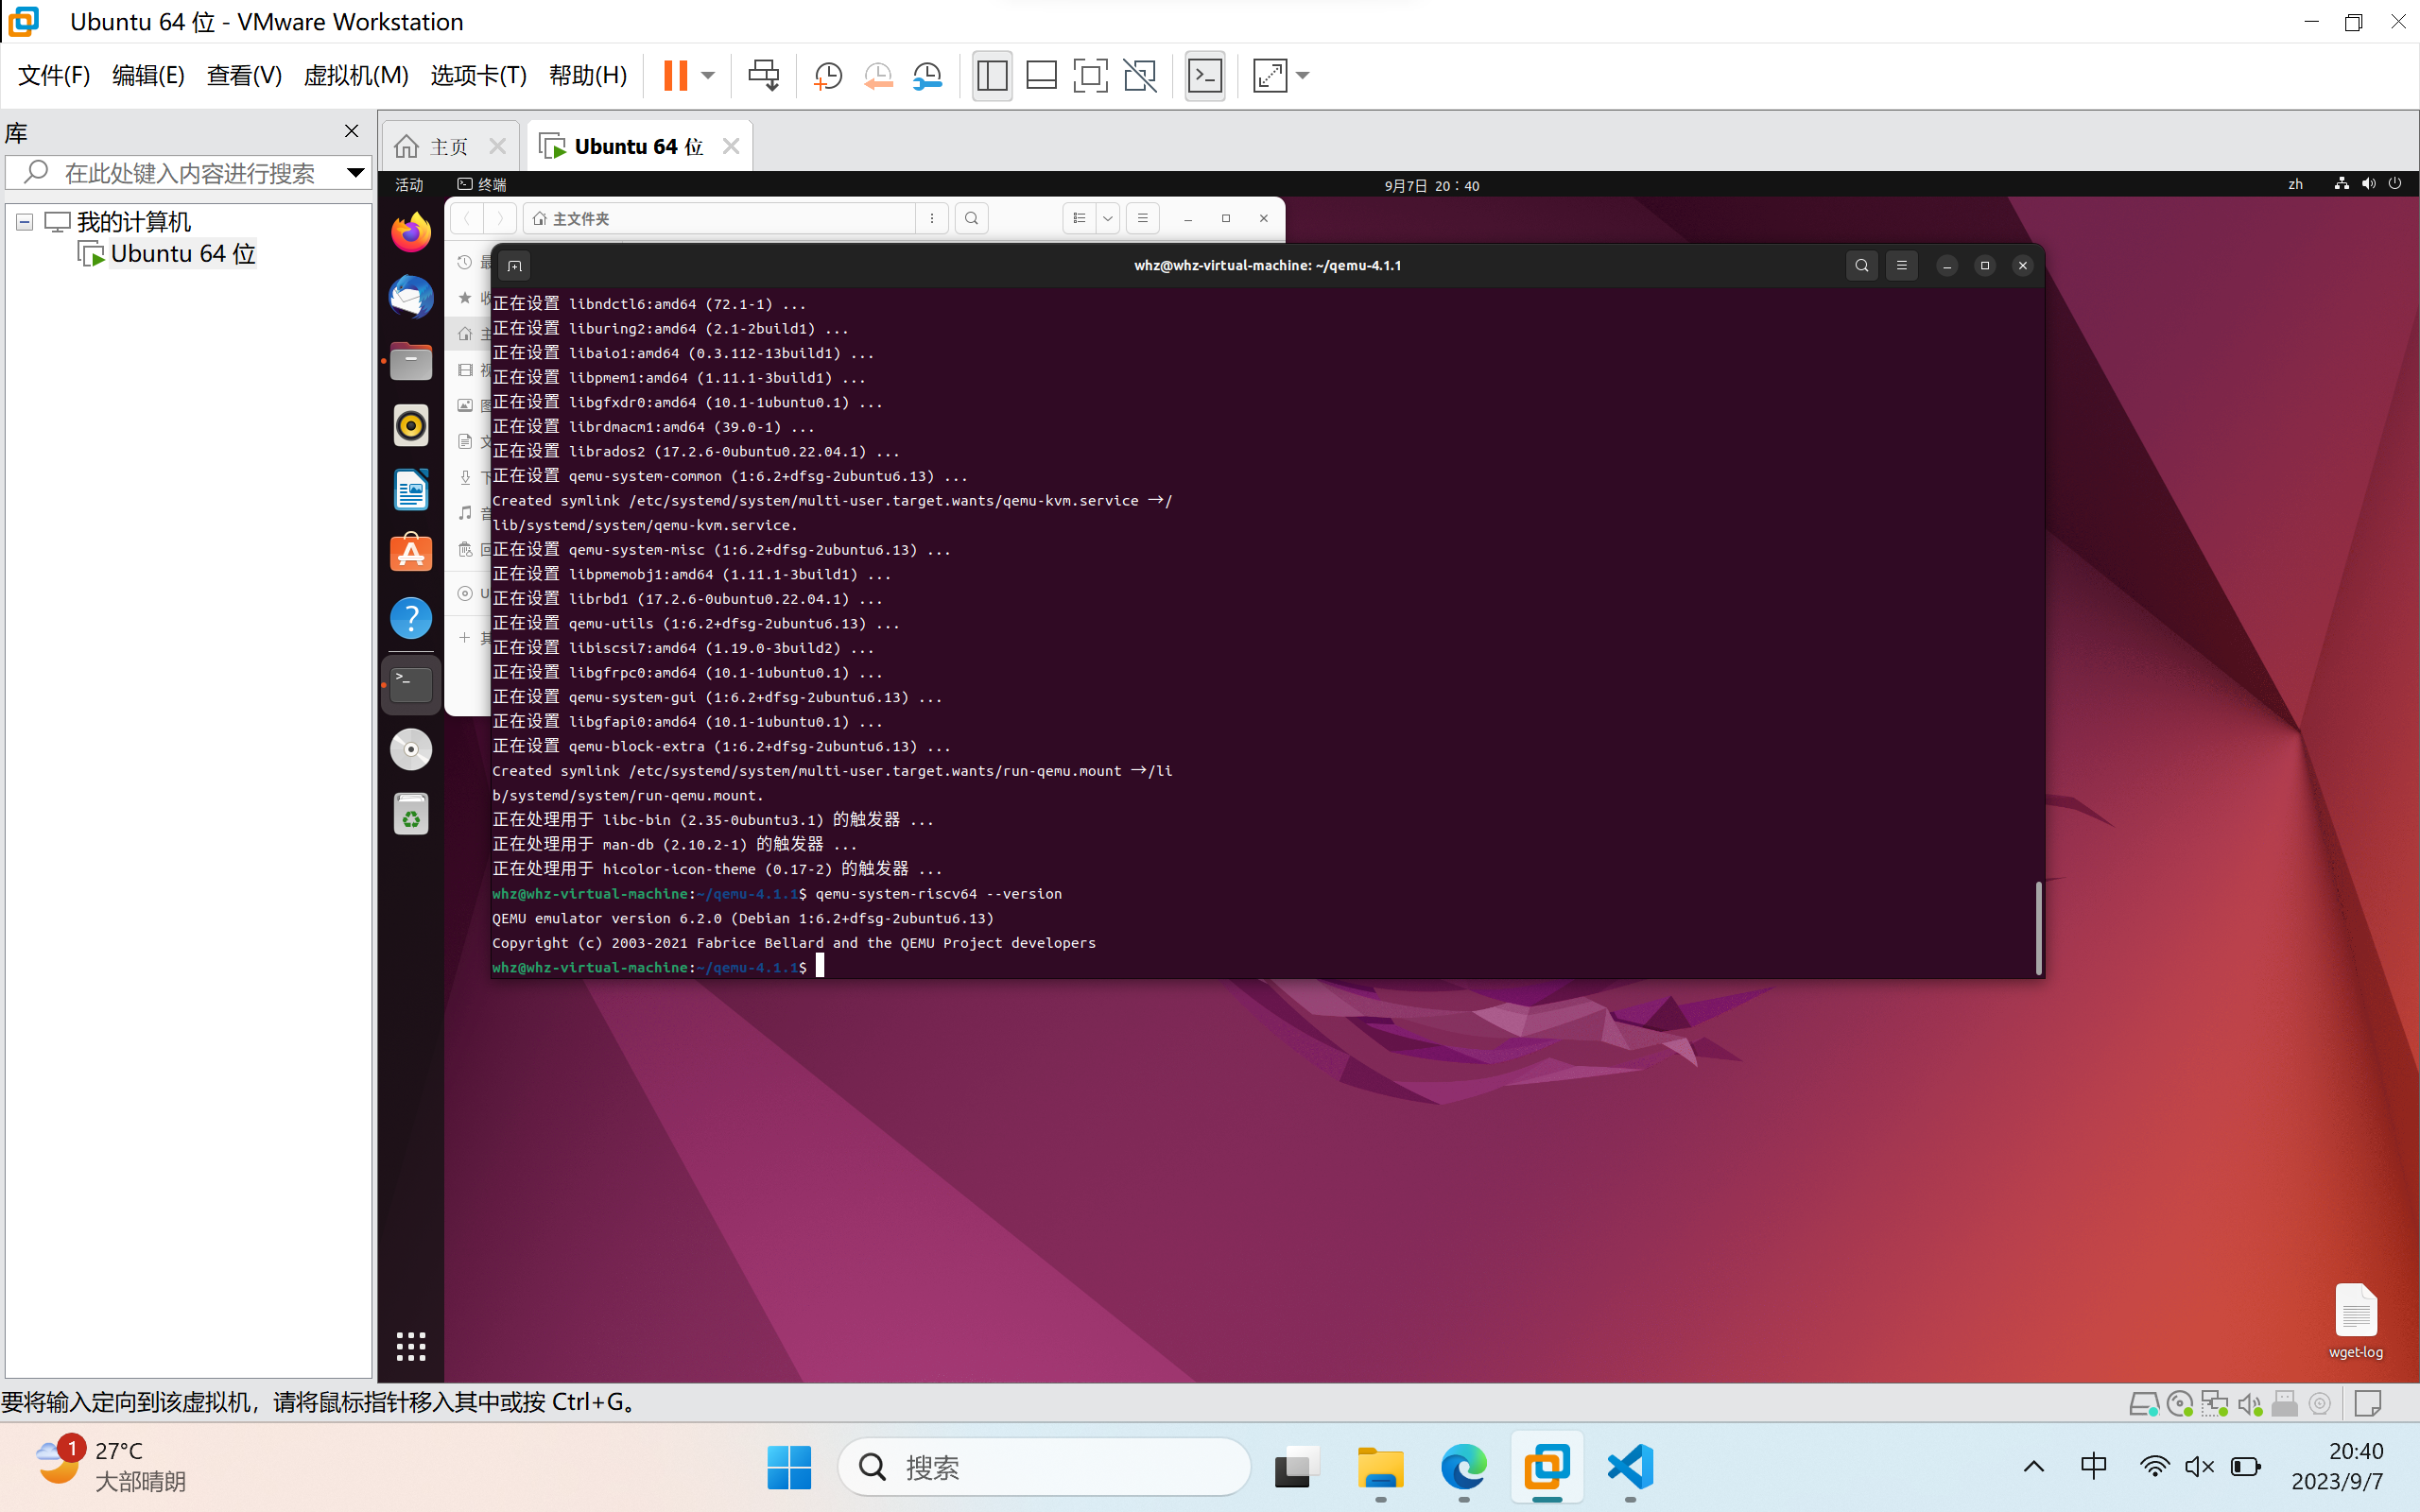 Ubuntu 64 位 - VMware Workstation
文件(F) 编辑(E) 查看(V) 虚拟机(M) 选项卡(T) 帮助(H)
库
在此处键入内容进行搜索
我的计算机
Ubuntu 64 位
主页
Ubuntu 64 位
活动 终端
9月7日 20：40
zh
主文件夹
whz@whz-virtual-machine: ~/qemu-4.1.1
正在设置 libndctl6:amd64 (72.1-1) ...
正在设置 liburing2:amd64 (2.1-2build1) ...
正在设置 libaio1:amd64 (0.3.112-13build1) ...
正在设置 libpmem1:amd64 (1.11.1-3build1) ...
正在设置 libgfxdr0:amd64 (10.1-1ubuntu0.1) ...
正在设置 librdmacm1:amd64 (39.0-1) ...
正在设置 librados2 (17.2.6-0ubuntu0.22.04.1) ...
正在设置 qemu-system-common (1:6.2+dfsg-2ubuntu6.13) ...
Created symlink /etc/systemd/system/multi-user.target.wants/qemu-kvm.service →/
lib/systemd/system/qemu-kvm.service.
正在设置 qemu-system-misc (1:6.2+dfsg-2ubuntu6.13) ...
正在设置 libpmemobj1:amd64 (1.11.1-3build1) ...
正在设置 librbd1 (17.2.6-0ubuntu0.22.04.1) ...
正在设置 qemu-utils (1:6.2+dfsg-2ubuntu6.13) ...
正在设置 libiscsi7:amd64 (1.19.0-3build2) ...
正在设置 libgfrpc0:amd64 (10.1-1ubuntu0.1) ...
正在设置 qemu-system-gui (1:6.2+dfsg-2ubuntu6.13) ...
正在设置 libgfapi0:amd64 (10.1-1ubuntu0.1) ...
正在设置 qemu-block-extra (1:6.2+dfsg-2ubuntu6.13) ...
Created symlink /etc/systemd/system/multi-user.target.wants/run-qemu.mount →/li
b/systemd/system/run-qemu.mount.
正在处理用于 libc-bin (2.35-0ubuntu3.1) 的触发器 ...
正在处理用于 man-db (2.10.2-1) 的触发器 ...
正在处理用于 hicolor-icon-theme (0.17-2) 的触发器 ...
whz@whz-virtual-machine:~/qemu-4.1.1$ qemu-system-riscv64 --version
QEMU emulator version 6.2.0 (Debian 1:6.2+dfsg-2ubuntu6.13)
Copyright (c) 2003-2021 Fabrice Bellard and the QEMU Project developers
whz@whz-virtual-machine:~/qemu-4.1.1$
wget-log
要将输入定向到该虚拟机，请将鼠标指针移入其中或按 Ctrl+G。
1
27°C
大部晴朗
搜索
中
20:40
2023/9/7